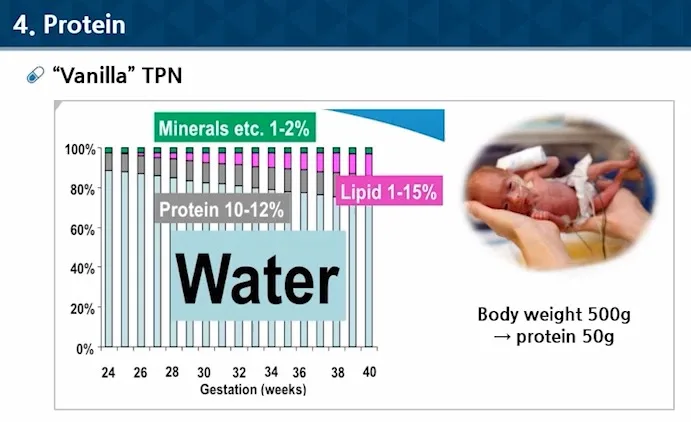 4. Protein
“Vanilla” TPN
Minerals etc. 1-2%
100%
80%
60%
40%
20%
0%
Lipid 1-15%
Protein 10-12%
Water
24 26 28 30 32 34 36 38 40
Gestation (weeks)
Body weight 500g
→ protein 50g